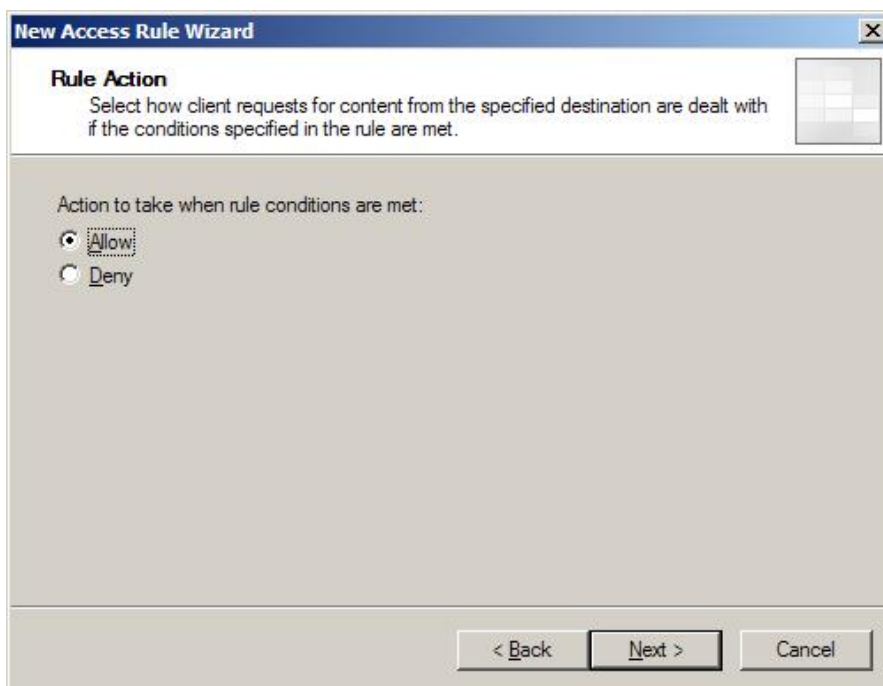 New Access Rule Wizard
Rule Action
Select how client requests for content from the specified destination are dealt with
if the conditions specified in the rule are met.
Action to take when rule conditions are met:
Allow
Deny
< Back
Next >
Cancel